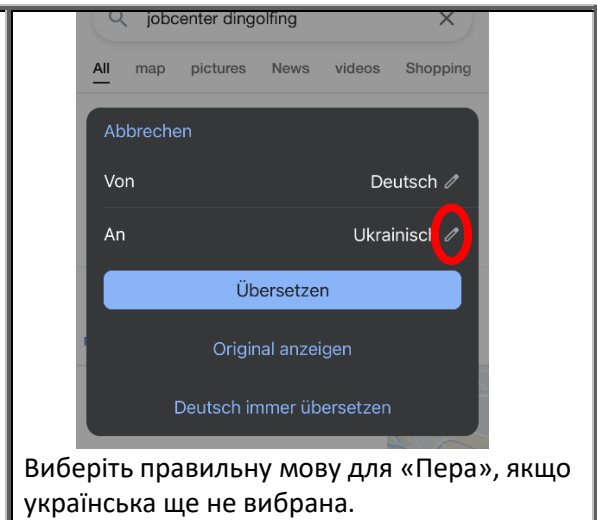 jobcenter dingolfing
All map pictures News videos Shopping
Abbrechen
Von Deutsch
An Ukrainisch
Übersetzen
Original anzeigen
Deutsch immer übersetzen
Виберіть правильну мову для «Пера», якщо
українська ще не вибрана.